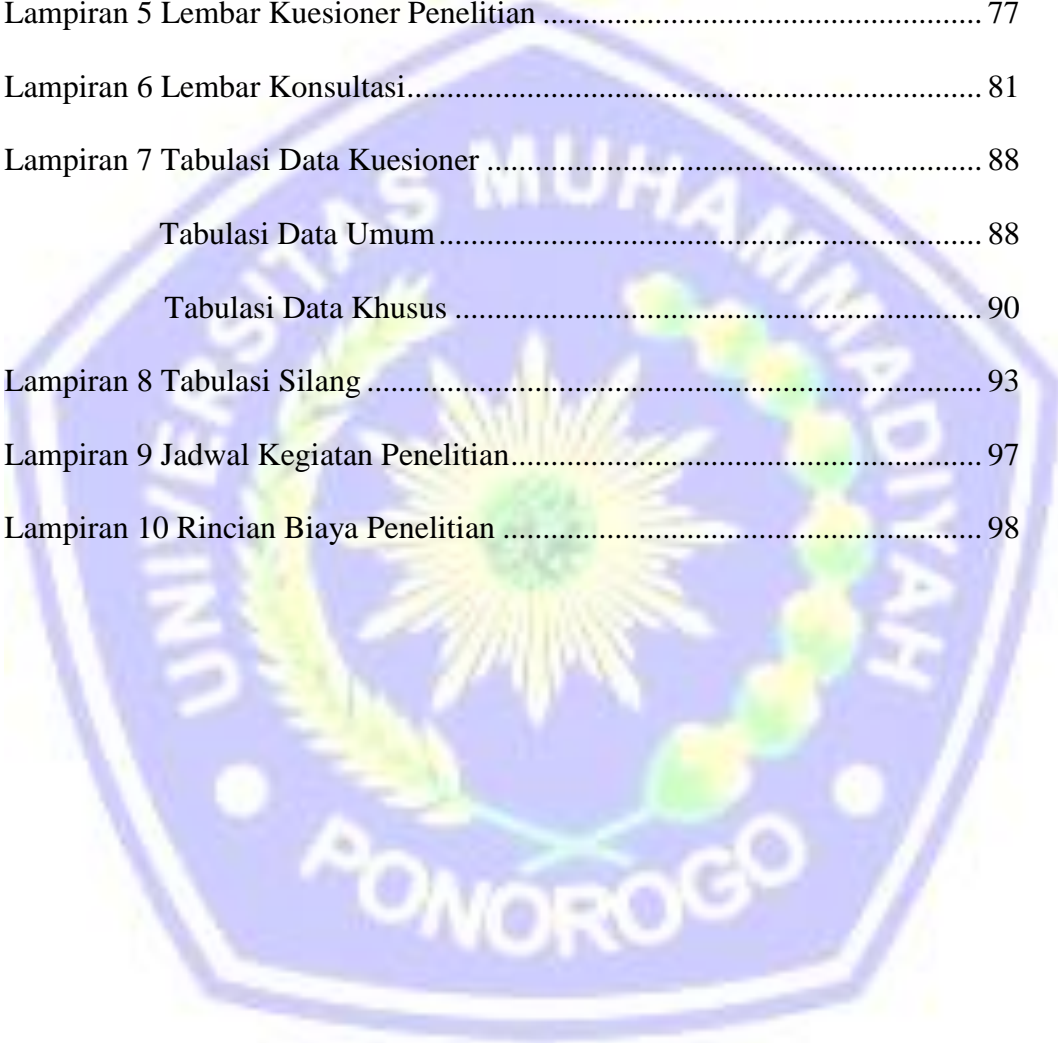 Lampiran 5 Lembar Kuesioner Penelitian ............................................... 77
Lampiran 6 Lembar Konsultasi............................................................. 81
Lampiran 7 Tabulasi Data Kuesioner ..................................................... 88
Tabulasi Data Umum.......................................................... 88
Tabulasi Data Khusus ........................................................ 90
Lampiran 8 Tabulasi Silang .................................................................. 93
Lampiran 9 Jadwal Kegiatan Penelitian.................................................. 97
Lampiran 10 Rincian Biaya Penelitian ................................................... 98
UNIVERSITAS MUHAMMADIYAH
PONOROGO